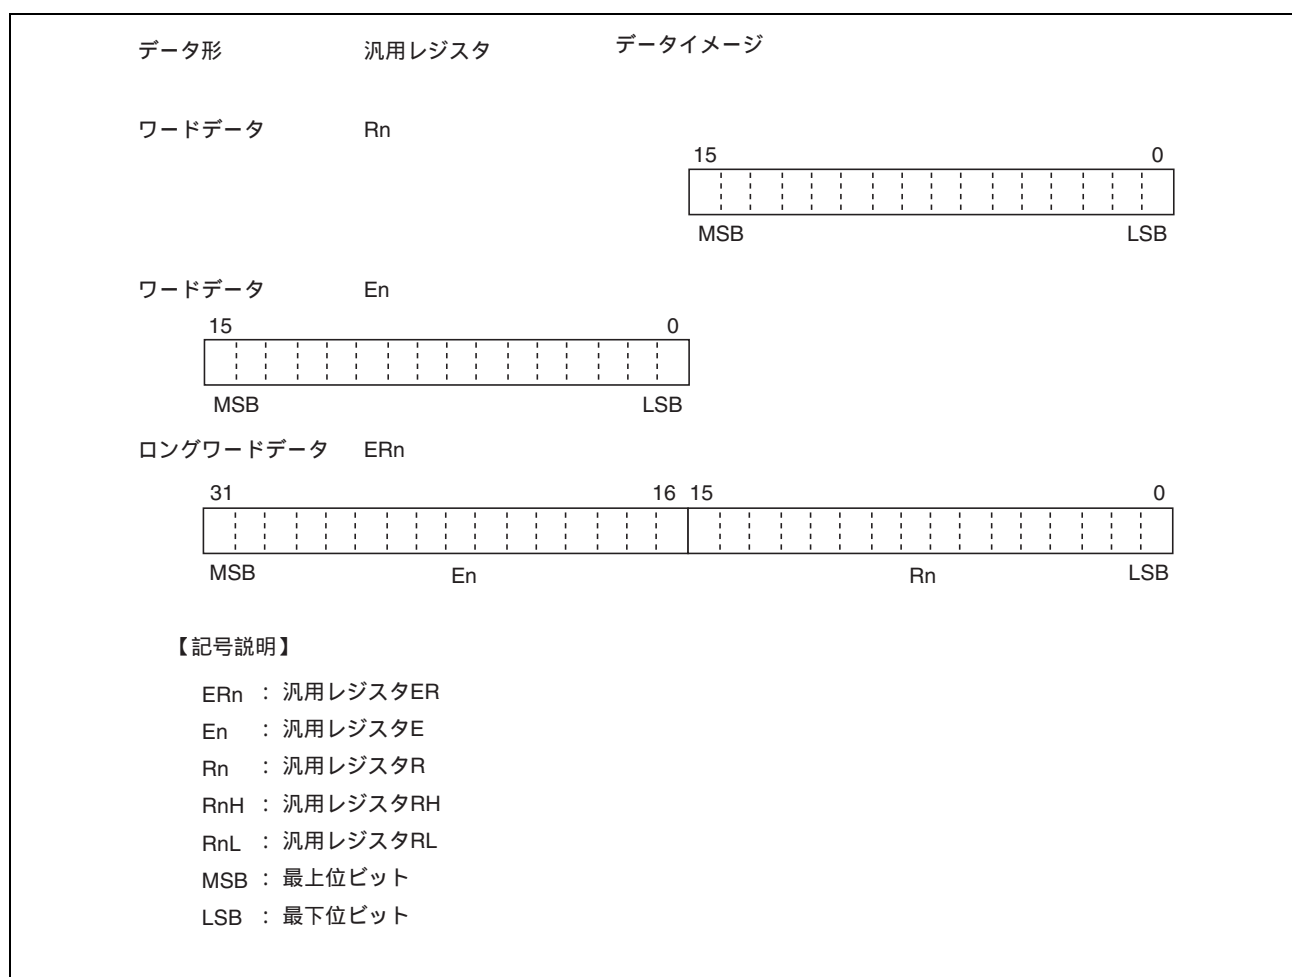 データ形 汎用レジスタ データイメージ
ワードデータ Rn
15 0
MSB LSB
ワードデータ En
15 0
MSB LSB
ロングワードデータ ERn
31 16 15 0
MSB En Rn LSB
【記号説明】
ERn : 汎用レジスタER
En : 汎用レジスタE
Rn : 汎用レジスタR
RnH : 汎用レジスタRH
RnL : 汎用レジスタRL
MSB : 最上位ビット
LSB : 最下位ビット